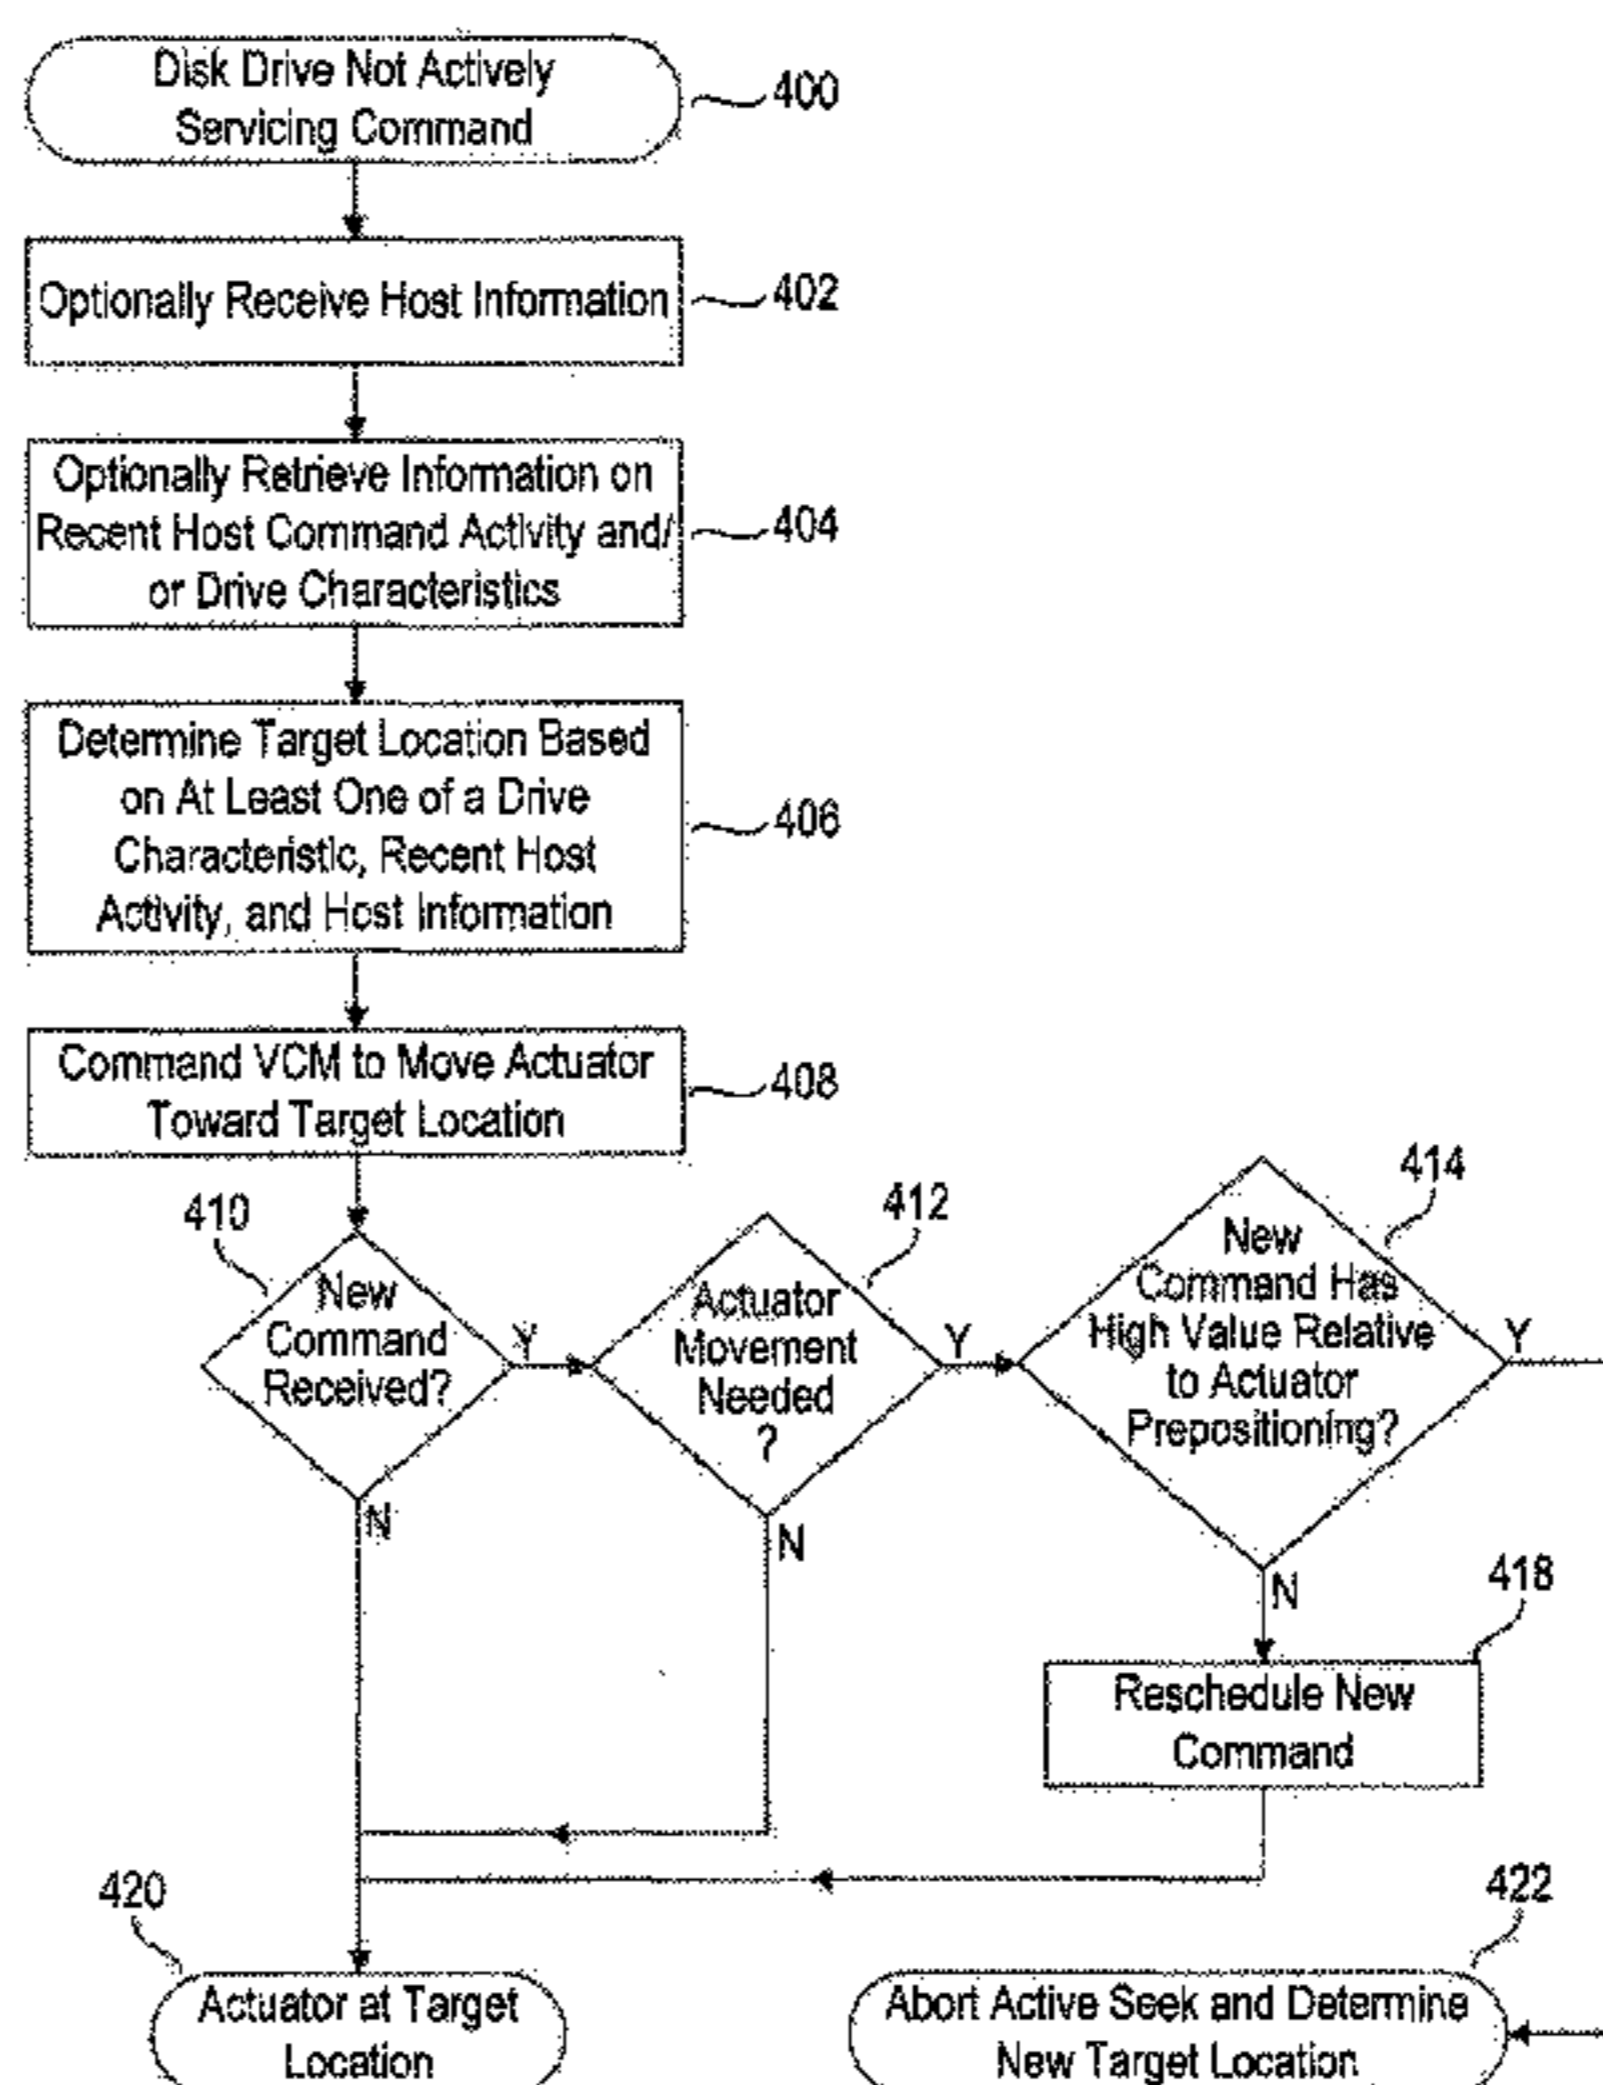 Disk Drive Not Actively
Servicing Command
400
Optionally Receive Host Information
402
Optionally Retrieve Information on
Recent Host Command Activity and/
or Drive Characteristics
404
Determine Target Location Based
on At Least One of a Drive
Characteristic, Recent Host
Activity, and Host Information
406
Command VCM to Move Actuator
Toward Target Location
408
410
New
Command
Received?
Y
N
412
Actuator
Movement
Needed
?
Y
N
414
New
Command Has
High Value Relative
to Actuator
Prepositioning?
Y
N
418
Reschedule New
Command
420
Actuator at Target
Location
422
Abort Active Seek and Determine
New Target Location